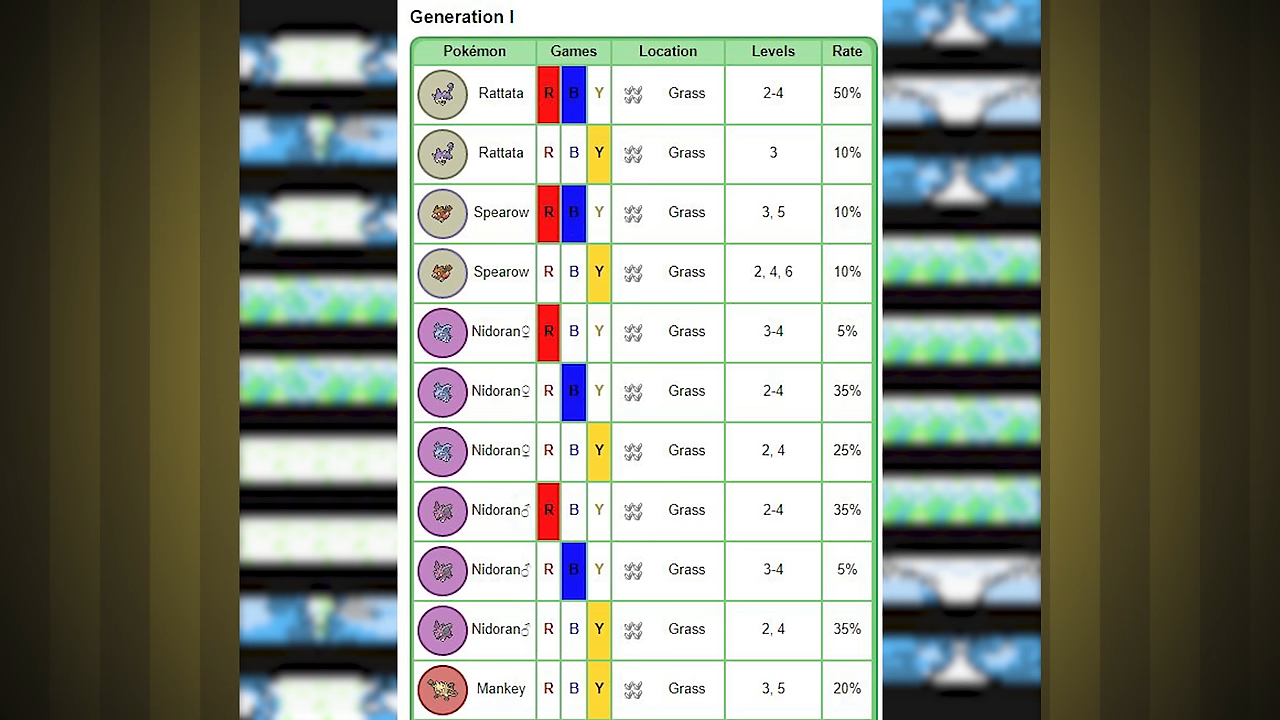 Generation I
Pokémon Games Location Levels Rate
Rattata R B Y Grass 2-4 50%
Rattata R B Y Grass 3 10%
Spearow R B Y Grass 3, 5 10%
Spearow R B Y Grass 2, 4, 6 10%
Nidoran♀ R B Y Grass 3-4 5%
Nidoran♀ R B Y Grass 2-4 35%
Nidoran♀ R B Y Grass 2, 4 25%
Nidoran♂ R B Y Grass 2-4 35%
Nidoran♂ R B Y Grass 3-4 5%
Nidoran♂ R B Y Grass 2, 4 35%
Mankey R B Y Grass 3, 5 20%